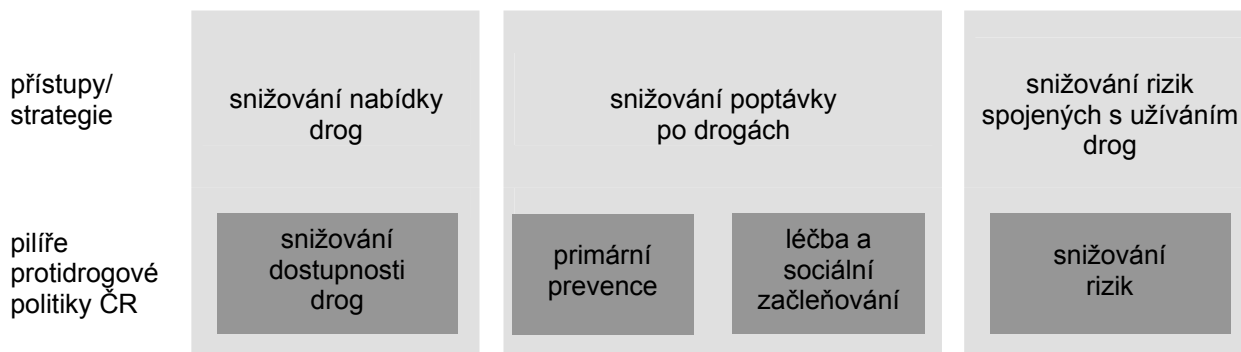 přístupy/
strategie
snižování nabídky
drog
snižování poptávky
po drogách
snižování rizik
spojených s užíváním
drog
pilíře
protidrogové
politiky ČR
snižování
dostupnosti
drog
primární
prevence
léčba a
sociální
začleňování
snižování
rizik